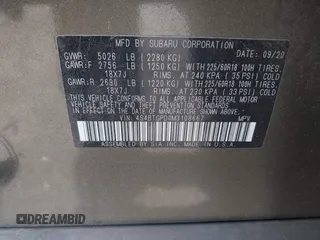 MFD. BY SUBARU CORPORATION DATE 09/20
GVWR: 5026 LB (2280 KG)
GAWR:F 2756 LB (1250 KG) WITH 225/60R18 100H TIRES,
18X7J RIMS AT 240 KPA (35 PSI) COLD
GAWR:R 2690 LB (1220 KG) WITH 225/60R18 100H TIRES,
18X7J RIMS AT 230 KPA (33 PSI) COLD
THIS VEHICLE CONFORMS TO ALL APPLICABLE FEDERAL MOTOR
VEHICLE SAFETY, BUMPER, AND THEFT PREVENTION STANDARDS
IN EFFECT ON THE DATE OF MANUFACTURE SHOWN ABOVE.
VIN: MPV
ASSEMBLED BY S.I.A. INC. IN U.S.A.
DAMAGED
EBIDFAX